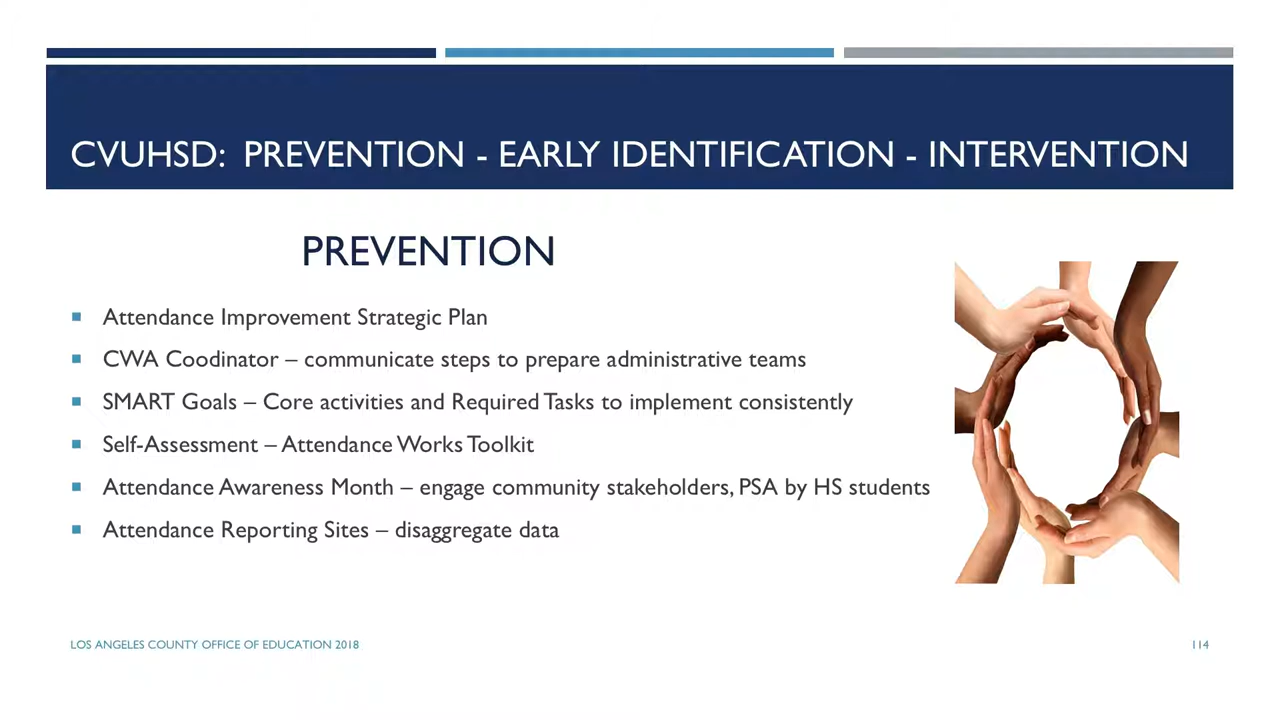 CVUHSD: PREVENTION - EARLY IDENTIFICATION - INTERVENTION
PREVENTION
Attendance Improvement Strategic Plan
CWA Coodinator – communicate steps to prepare administrative teams
SMART Goals – Core activities and Required Tasks to implement consistently
Self-Assessment – Attendance Works Toolkit
Attendance Awareness Month – engage community stakeholders, PSA by HS students
Attendance Reporting Sites – disaggregate data
LOS ANGELES COUNTY OFFICE OF EDUCATION 2018
114